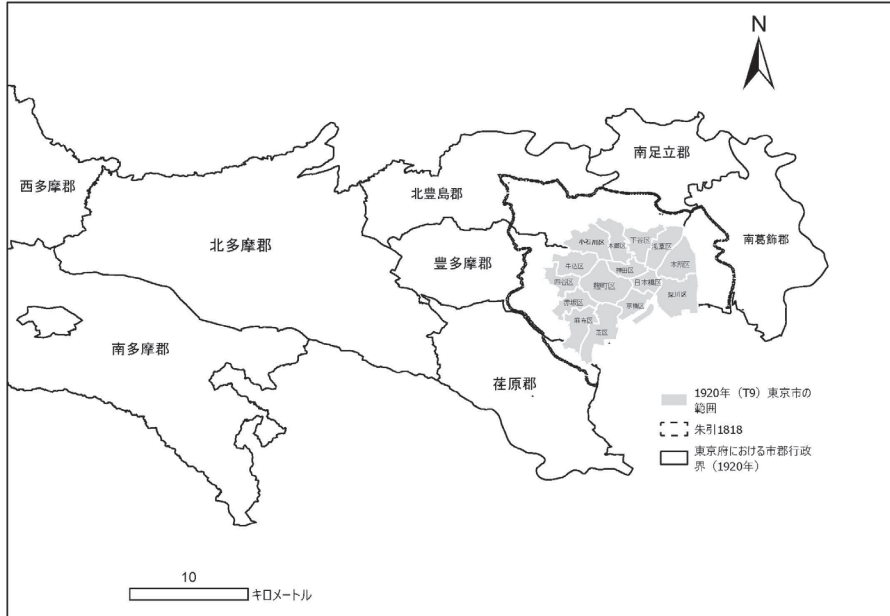 N
南足立郡
西多摩郡
北豊島郡
南葛飾郡
北多摩郡
豊多摩郡
小石川区
本郷区
下谷区
浅草区
牛込区
神田区
本所区
四谷区
麹町区
日本橋区
深川区
赤坂区
京橋区
麻布区
芝区
南多摩郡
荏原郡
1920年（T9）東京市の
範囲
朱引1818
東京府における市郡行政
界（1920年）
10
キロメートル